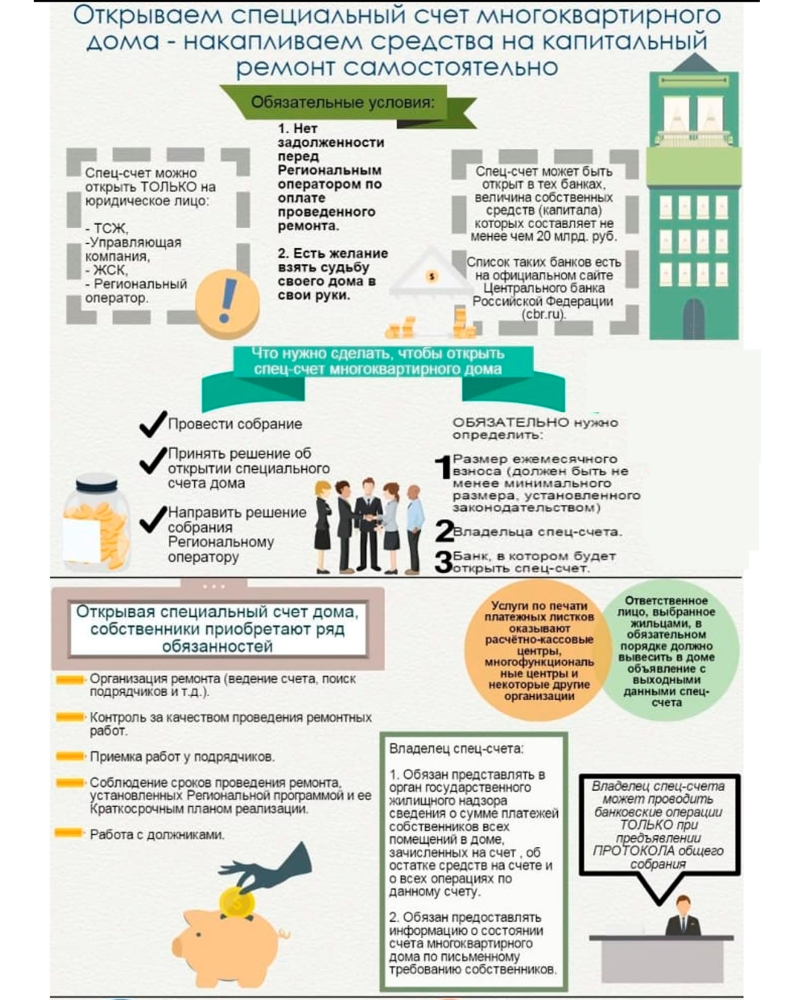 Открываем специальный счет многоквартирного
дома - накапливаем средства на капитальный
ремонт самостоятельно
Обязательные условия:
Спец-счет можно
открыть ТОЛЬКО на
юридическое лицо:
- ТСЖ,
-Управляющая
компания,
- ЖСК,
- Региональный
оператор.
!
1. Нет
задолженности
перед
Региональным
оператором по
оплате
проведенного
ремонта.
2. Есть желание
взять судьбу
своего дома в
свои руки.
$
Спец-счет может быть
открыт в тех банках,
величина собственных
средств (капитала)
которых составляет не
менее чем 20 млрд. руб.
Список таких банков есть
на официальном сайте
Центрального банка
Российской Федерации
(cbr.ru).
Что нужно сделать, чтобы открыть
спец-счет многоквартирного дома
Провести собрание
Принять решение об
открытии специального
счета дома
Направить решение
собрания
Региональному
оператору
ОБЯЗАТЕЛЬНО нужно
определить:
1 Размер ежемесячного
взноса (должен быть не
менее минимального
размера, установленного
законодательством)
2 Владельца спец-счета.
3 Банк, в котором будет
открыть спец-счет.
Открывая специальный счет дома,
собственники приобретают ряд
обязанностей
Организация ремонта (ведение счета, поиск
подрядчиков и т.д.).
Контроль за качеством проведения ремонтных
работ.
Приемка работ у подрядчиков.
Соблюдение сроков проведения ремонта,
установленных Региональной программой и ее
Краткосрочным планом реализации.
Работа с должниками.
$
Услуги по печати
платежных листков
оказывают
расчётно-кассовые
центры,
многофункциональ
ные центры и
некоторые другие
организации
Ответственное
лицо, выбранное
жильцами, в
обязательном
порядке должно
вывесить в доме
объявление с
выходными
данными спец-
счета
Владелец спец-счета:
1. Обязан представлять в
орган государственного
жилищного надзора
сведения о сумме платежей
собственников всех
помещений в доме,
зачисленных на счет , об
остатке средств на счете и
о всех операциях по
данному счету.
2. Обязан предоставлять
информацию о состоянии
счета многоквартирного
дома по письменному
требованию собственников.
Владелец спец-счета
может проводить
банковские операции
ТОЛЬКО при
предъявлении
ПРОТОКОЛА общего
собрания